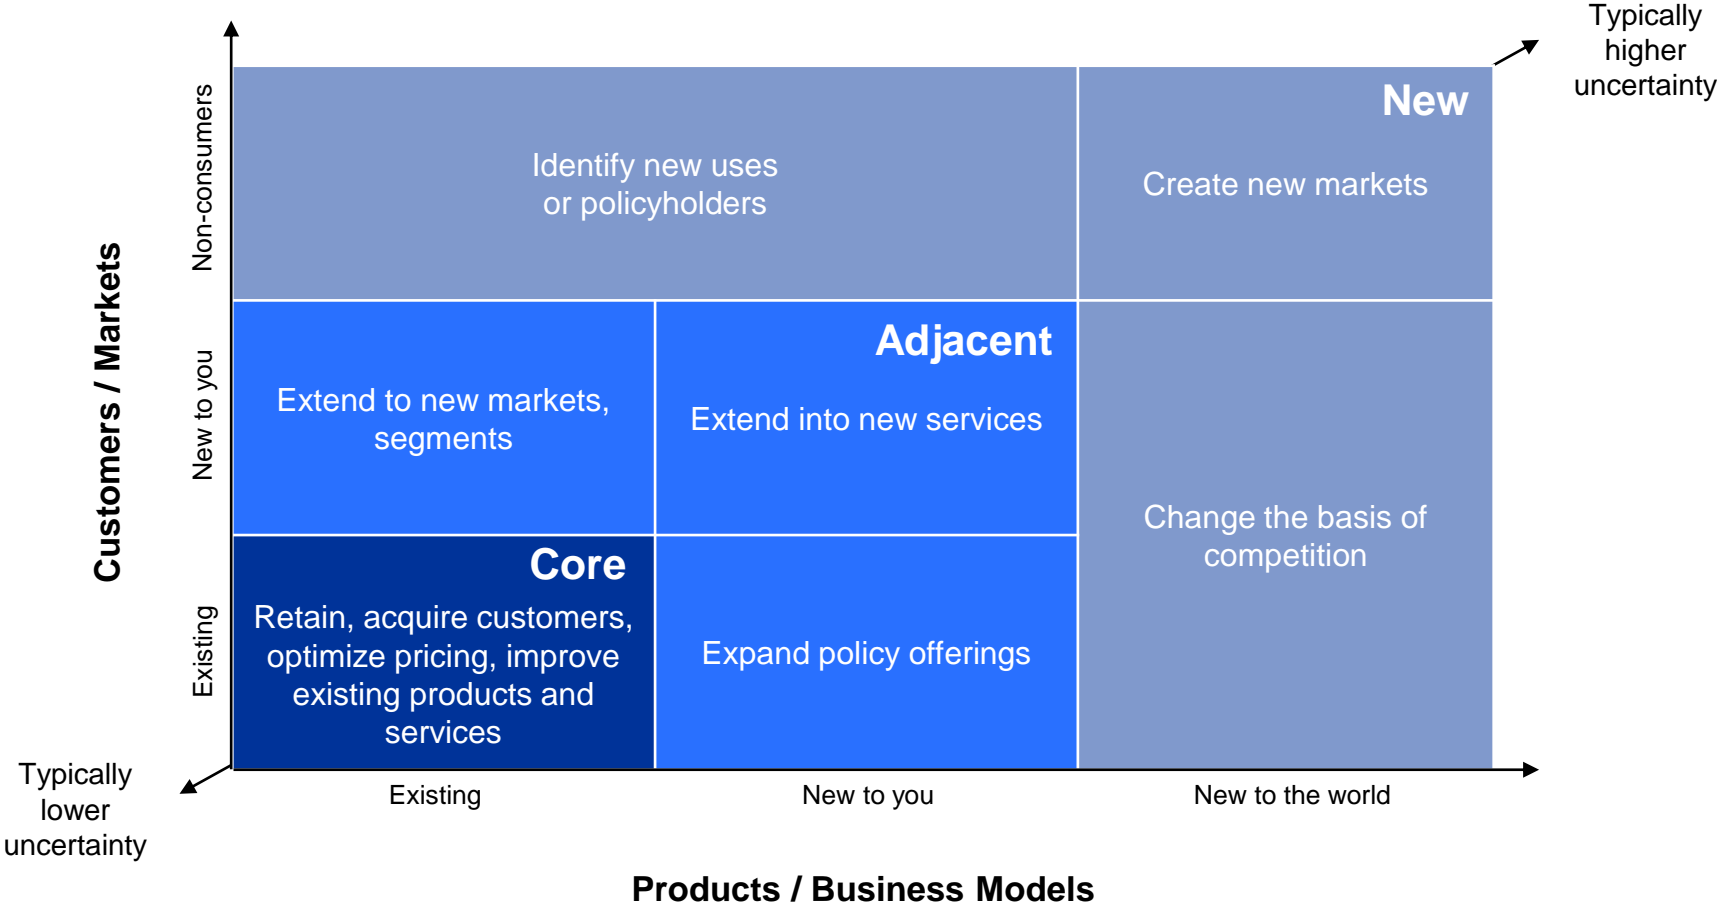 Typically
higher
uncertainty
Customers / Markets
Non-consumers
New to you
Existing
Identify new uses
or policyholders
New
Create new markets
Extend to new markets,
segments
Adjacent
Extend into new services
Change the basis of
competition
Core
Retain, acquire customers,
optimize pricing, improve
existing products and
services
Expand policy offerings
Typically
lower
uncertainty
Existing
New to you
New to the world
Products / Business Models